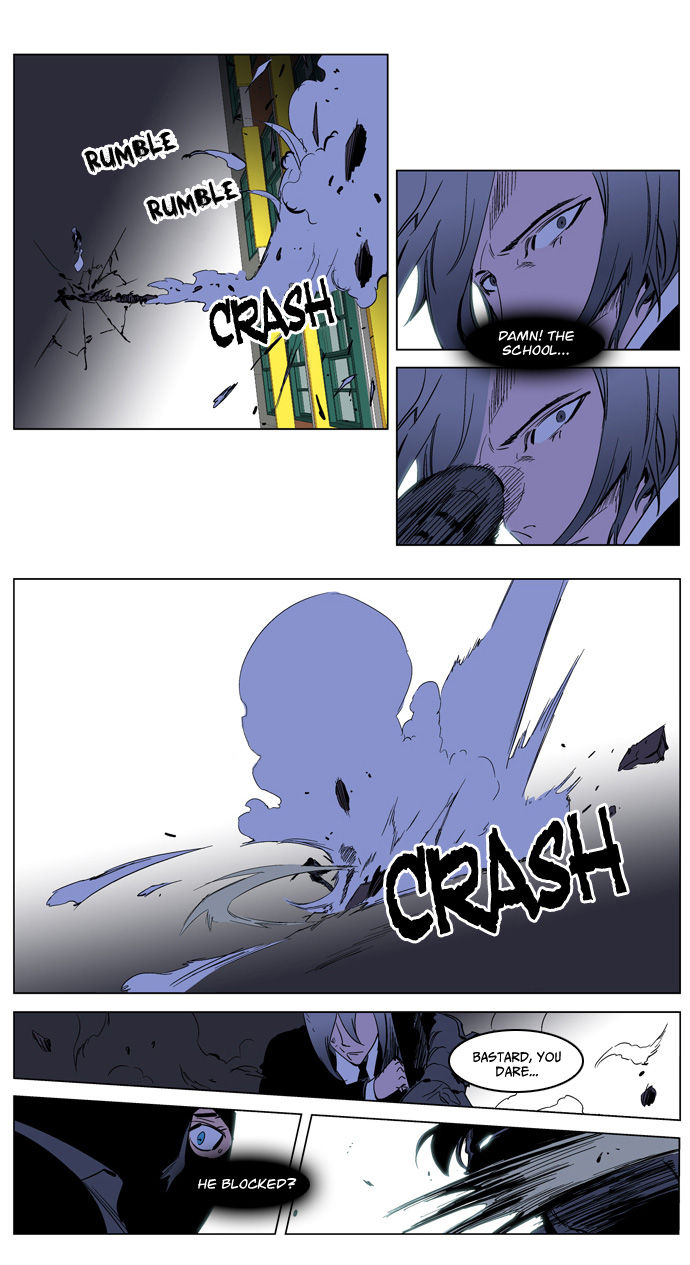 RUMBLE
RUMBLE
CRASH
DAMN! THE
SCHOOL...
CRASH
BASTARD, YOU
DARE...
HE BLOCKED?